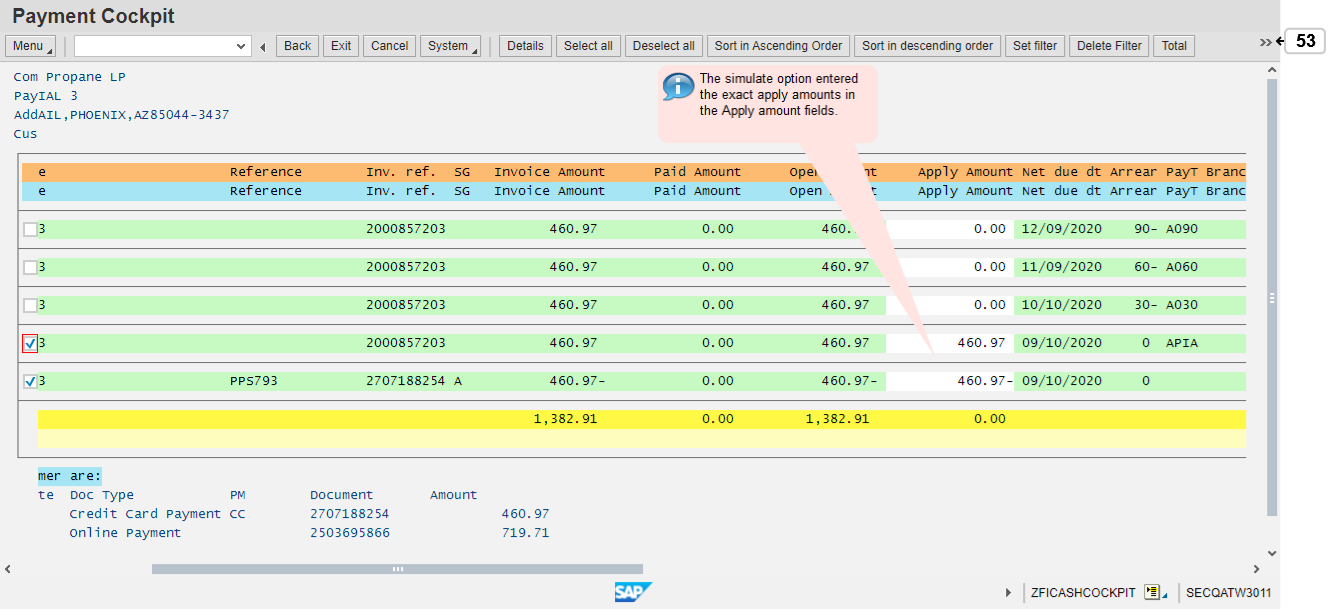 Payment Cockpit
Menu Back Exit Cancel System Details Select all Deselect all Sort in Ascending Order Sort in descending order Set filter Delete Filter Total 53
Com Propane LP
PayIAL 3
AddAIL,PHOENIX,AZ85044-3437
Cus
The simulate option entered
the exact apply amounts in
the Apply amount fields.
e Reference Inv. ref. SG Invoice Amount Paid Amount Ope nt Apply Amount Net due dt Arrear PayT Branc
e Reference Inv. ref. SG Invoice Amount Paid Amount Open t Apply Amount Net due dt Arrear PayT Branc
3 2000857203 460.97 0.00 460. 0.00 12/09/2020 90- A090
3 2000857203 460.97 0.00 460.97 0.00 11/09/2020 60- A060
3 2000857203 460.97 0.00 460.97 0.00 10/10/2020 30- A030
3 2000857203 460.97 0.00 460.97 460.97 09/10/2020 0 APIA
3 PPS793 2707188254 A 460.97- 0.00 460.97- 460.97- 09/10/2020 0
1,382.91 0.00 1,382.91 0.00
mer are:
te Doc Type PM Document Amount
Credit Card Payment CC 2707188254 460.97
Online Payment 2503695866 719.71
SAP ZFICASHCOCKPIT SECQATW3011